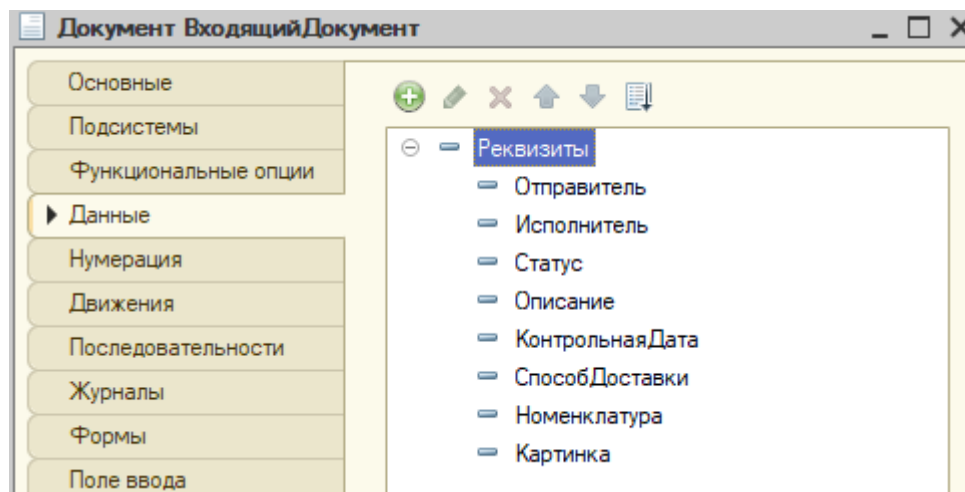 Документ ВходящийДокумент
Основные
Подсистемы
Функциональные опции
Данные
Нумерация
Движения
Последовательности
Журналы
Формы
Поле ввода
Реквизиты
Отправитель
Исполнитель
Статус
Описание
КонтрольнаяДата
СпособДоставки
Номенклатура
Картинка